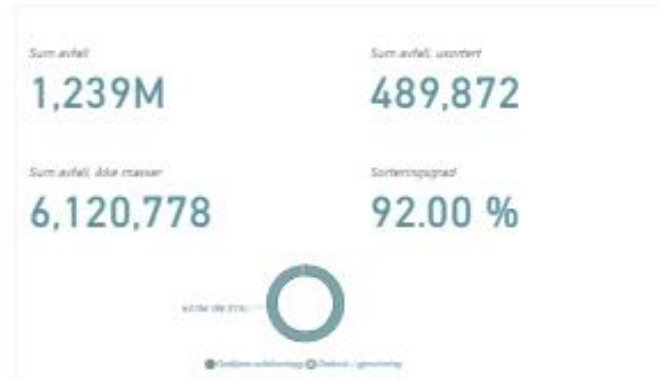 Sum avfall
1,239M
Sum avfall, usortert
489,872
Sum avfall, ikke masser
6,120,778
Sorteringsgrad
92.00 %